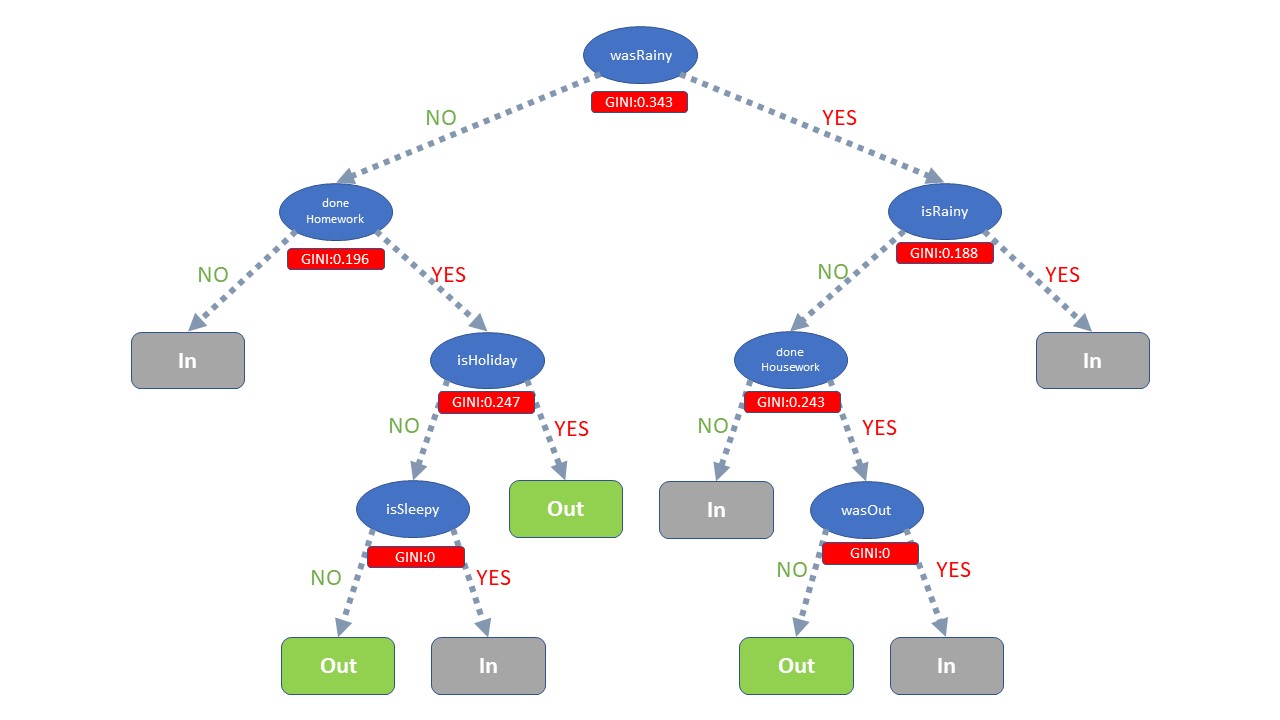 wasRainy
GINI:0.343
NO
YES
done
Homework
GINI:0.196
isRainy
GINI:0.188
NO
YES
NO
YES
In
isHoliday
GINI:0.247
done
Housework
GINI:0.243
In
NO
YES
NO
YES
isSleepy
GINI:0
Out
In
wasOut
GINI:0
NO
YES
NO
YES
Out
In
Out
In